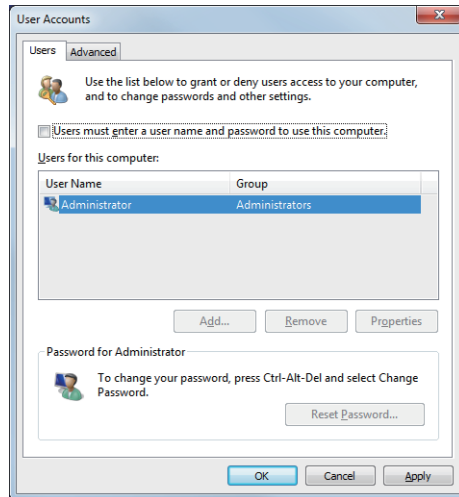 User Accounts
Users
Advanced
Use the list below to grant or deny users access to your computer,
and to change passwords and other settings.
Users must enter a user name and password to use this computer.
Users for this computer:
User Name Group
Administrator Administrators
Add... Remove Properties
Password for Administrator
To change your password, press Ctrl-Alt-Del and select Change
Password.
Reset Password...
OK Cancel Apply